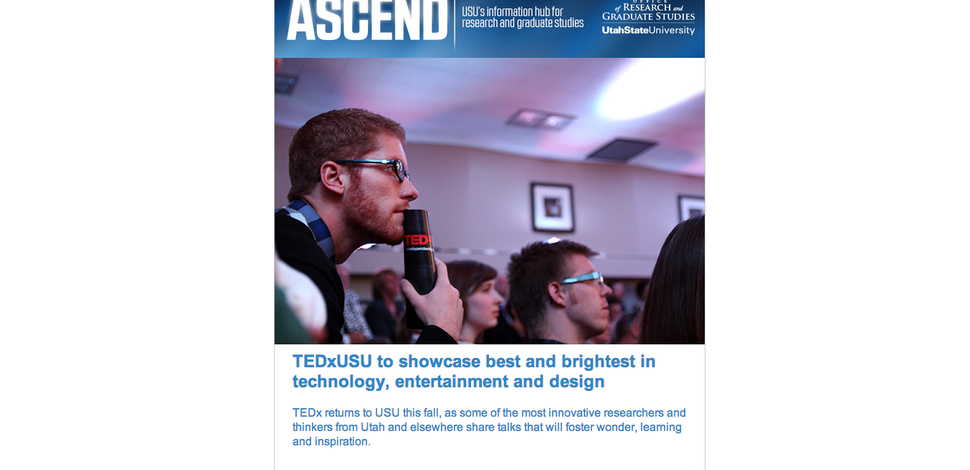 ASCEND
USU's information hub for
research and graduate studies
OFFICE
of RESEARCH and
GRADUATE STUDIES
UtahStateUniversity
TEDx
TEDxUSU to showcase best and brightest in
technology, entertainment and design
TEDx returns to USU this fall, as some of the most innovative researchers and
thinkers from Utah and elsewhere share talks that will foster wonder, learning
and inspiration.